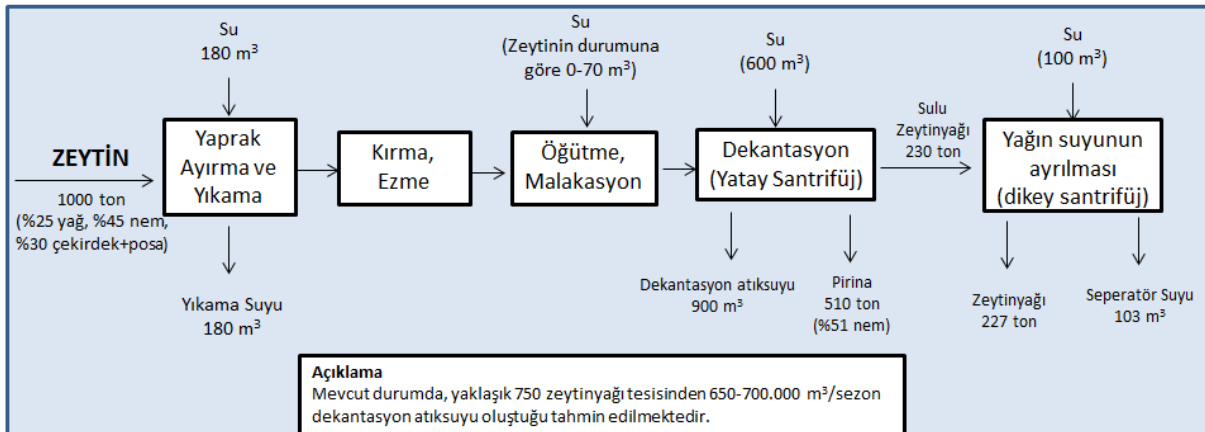 Su
180 m³
Su
(Zeytinin durumuna
göre 0-70 m³)
Su
(600 m³)
Su
(100 m³)
ZEYTİN
1000 ton
(%25 yağ, %45 nem,
%30 çekirdek+posa)
Yaprak
Ayırma ve
Yıkama
Kırma,
Ezme
Öğütme,
Malakasyon
Dekantasyon
(Yatay Santrifüj)
Sulu
Zeytinyağı
230 ton
Yağın suyunun
ayrılması
(dikey santrifüj)
Yıkama Suyu
180 m³
Dekantasyon atıksuyu
900 m³
Pirina
510 ton
(%51 nem)
Zeytinyağı
227 ton
Seperatör Suyu
103 m³
Açıklama
Mevcut durumda, yaklaşık 750 zeytinyağı tesisinden 650-700.000 m³/sezon
dekantasyon atıksuyu oluştuğu tahmin edilmektedir.